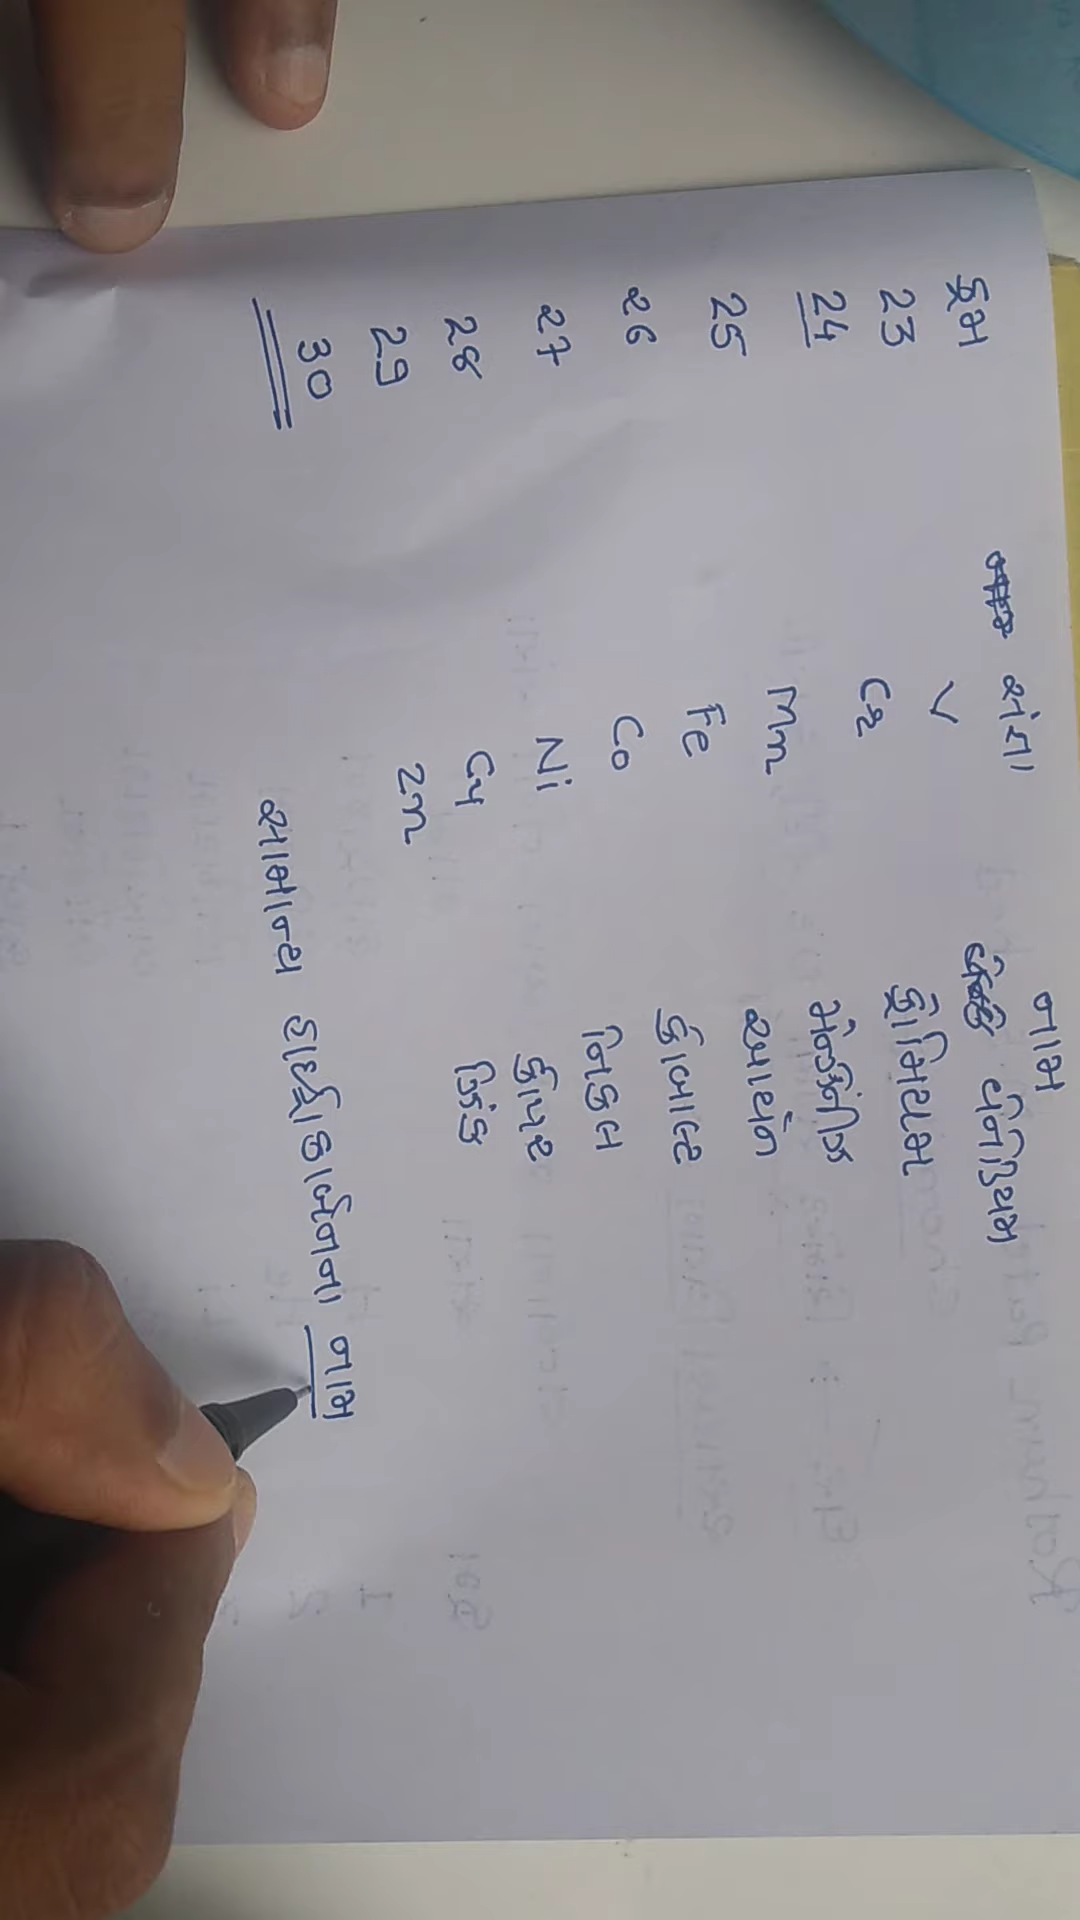 ક્રમ સંજ્ઞા નામ
23 V વેનેડિયમ
24 Cr ક્રોમિયમ
25 Mn મેન્ગેનીઝ
26 Fe આયર્ન
27 Co કોબાલ્ટ
28 Ni નિકલ
29 Cu કોપર
30 Zn ઝિંક
સામાન્ય હાઈડ્રોકાર્બનના નામ